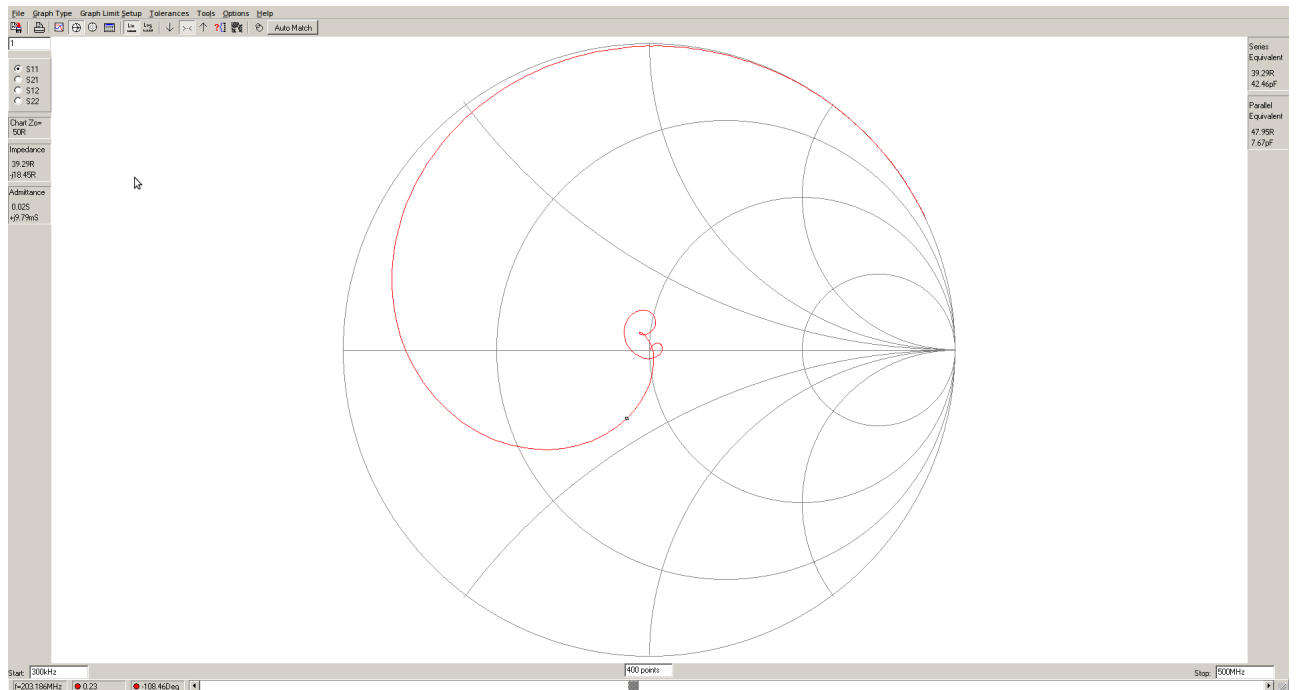 File Graph Type Graph Limit Setup Tolerances Tools Options Help
Lin Log ?{ Auto Match
1
S11
S21
S12
S22
Chart Zo=
50R
Impedance
39.29R
-j18.45R
Admittance
0.02S
+j9.79mS
Series
Equivalent
39.29R
42.46pF
Parallel
Equivalent
47.95R
7.67pF
Start: 300kHz 400 points Stop: 500MHz
f=203.186MHz 0.23 -108.46Deg